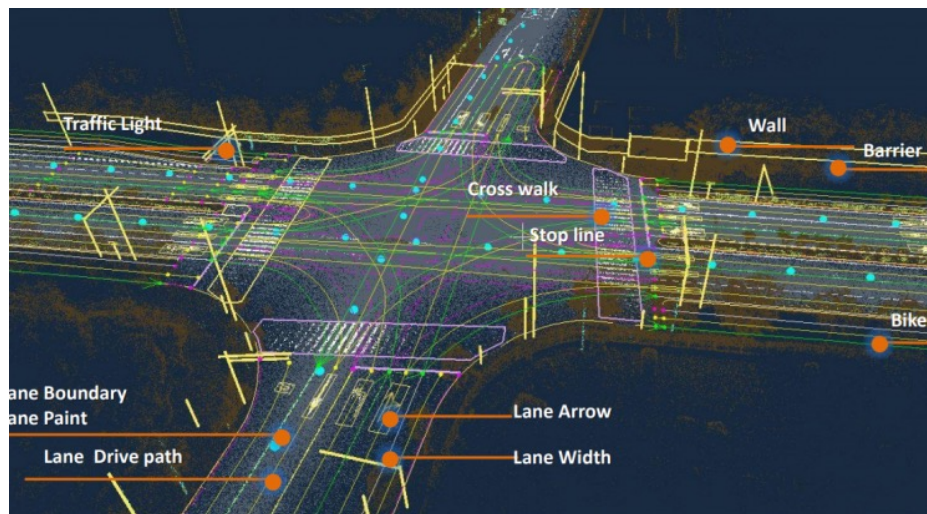 Traffic Light
Wall
Barrier
Cross walk
Stop line
Bike
ane Boundary
ane Paint
Lane Arrow
Lane Drive path
Lane Width